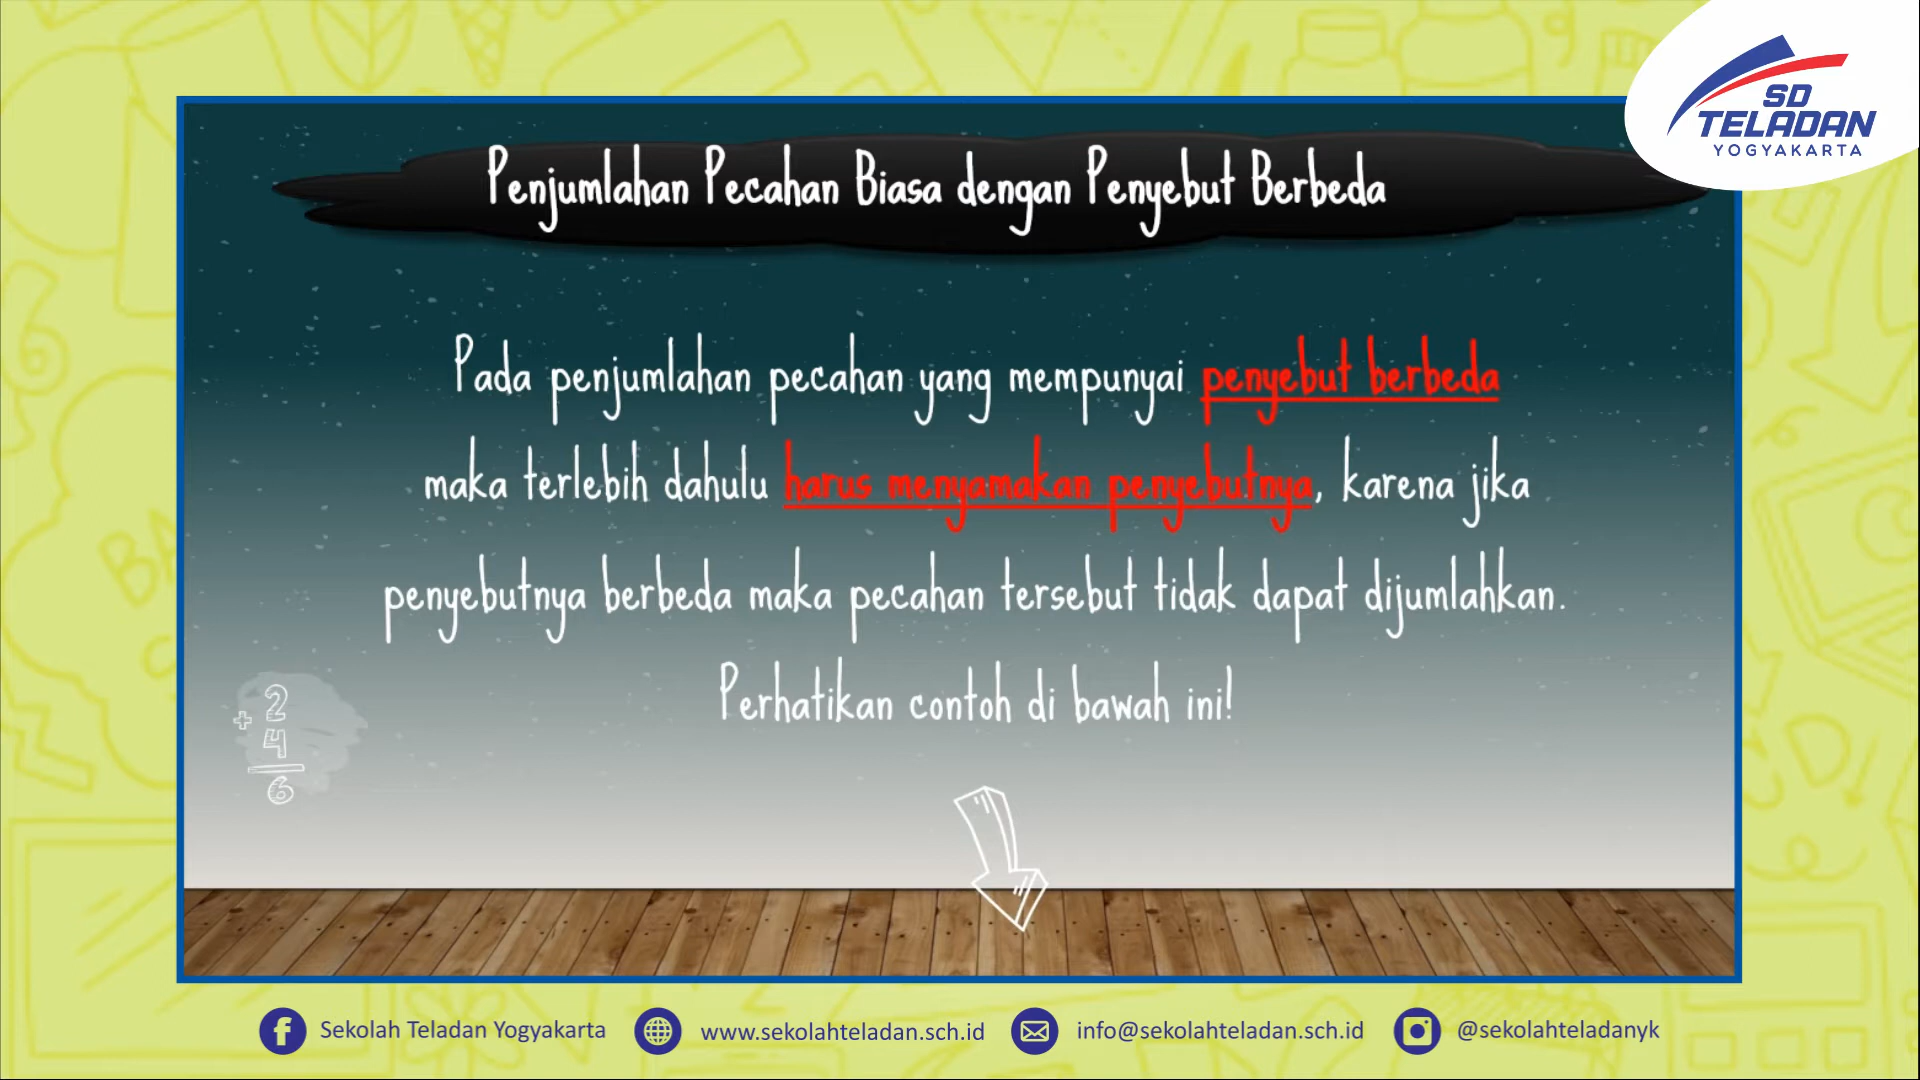 SD
TELADAN
YOGYAKARTA
Penjumlahan Pecahan Biasa dengan Penyebut Berbeda
Pada penjumlahan pecahan yang mempunyai penyebut berbeda
maka terlebih dahulu harus menyamakan penyebutnya, karena jika
penyebutnya berbeda maka pecahan tersebut tidak dapat dijumlahkan.
Perhatikan contoh di bawah ini!
2
+ 4
6
Sekolah Teladan Yogyakarta
www.sekolahteladan.sch.id
info@sekolahteladan.sch.id
@sekolahteladanyk